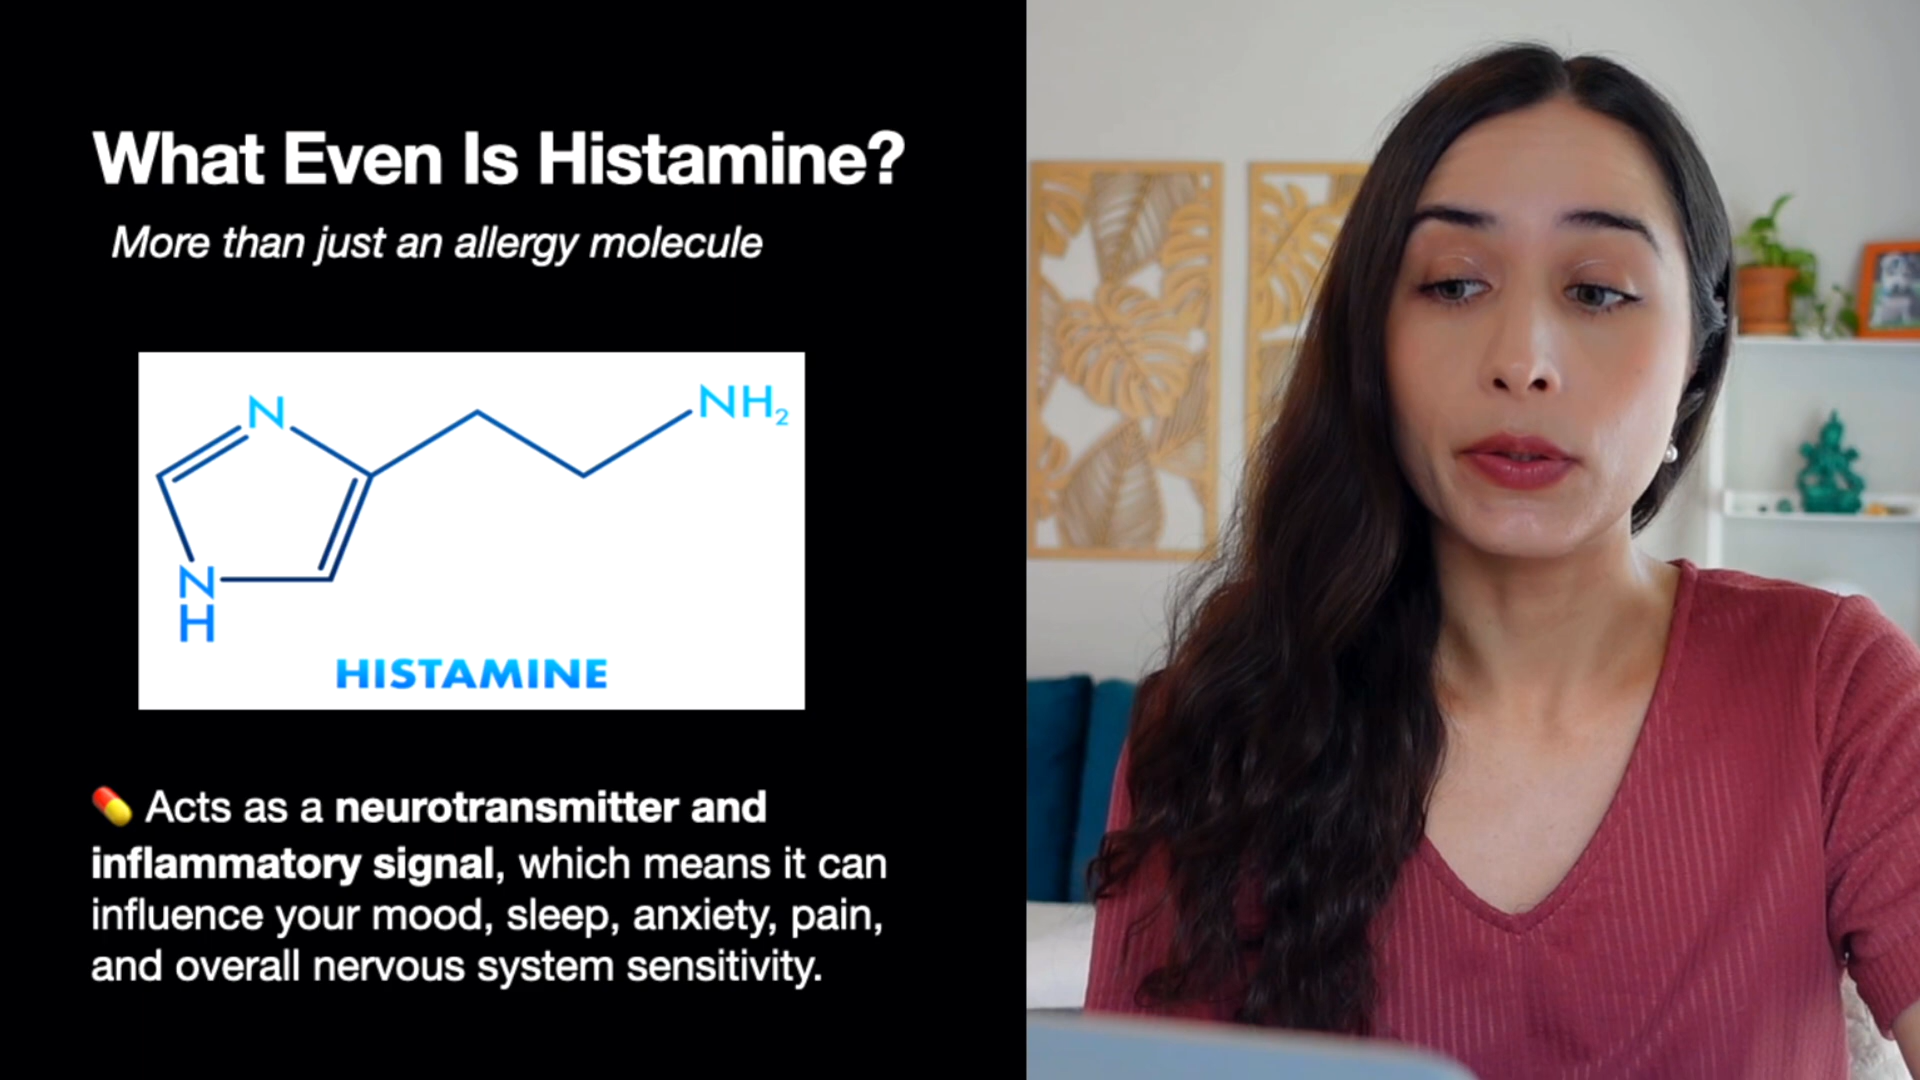 What Even Is Histamine?
More than just an allergy molecule
N
NH₂
N
H
HISTAMINE
💊 Acts as a neurotransmitter and
inflammatory signal, which means it can
influence your mood, sleep, anxiety, pain,
and overall nervous system sensitivity.